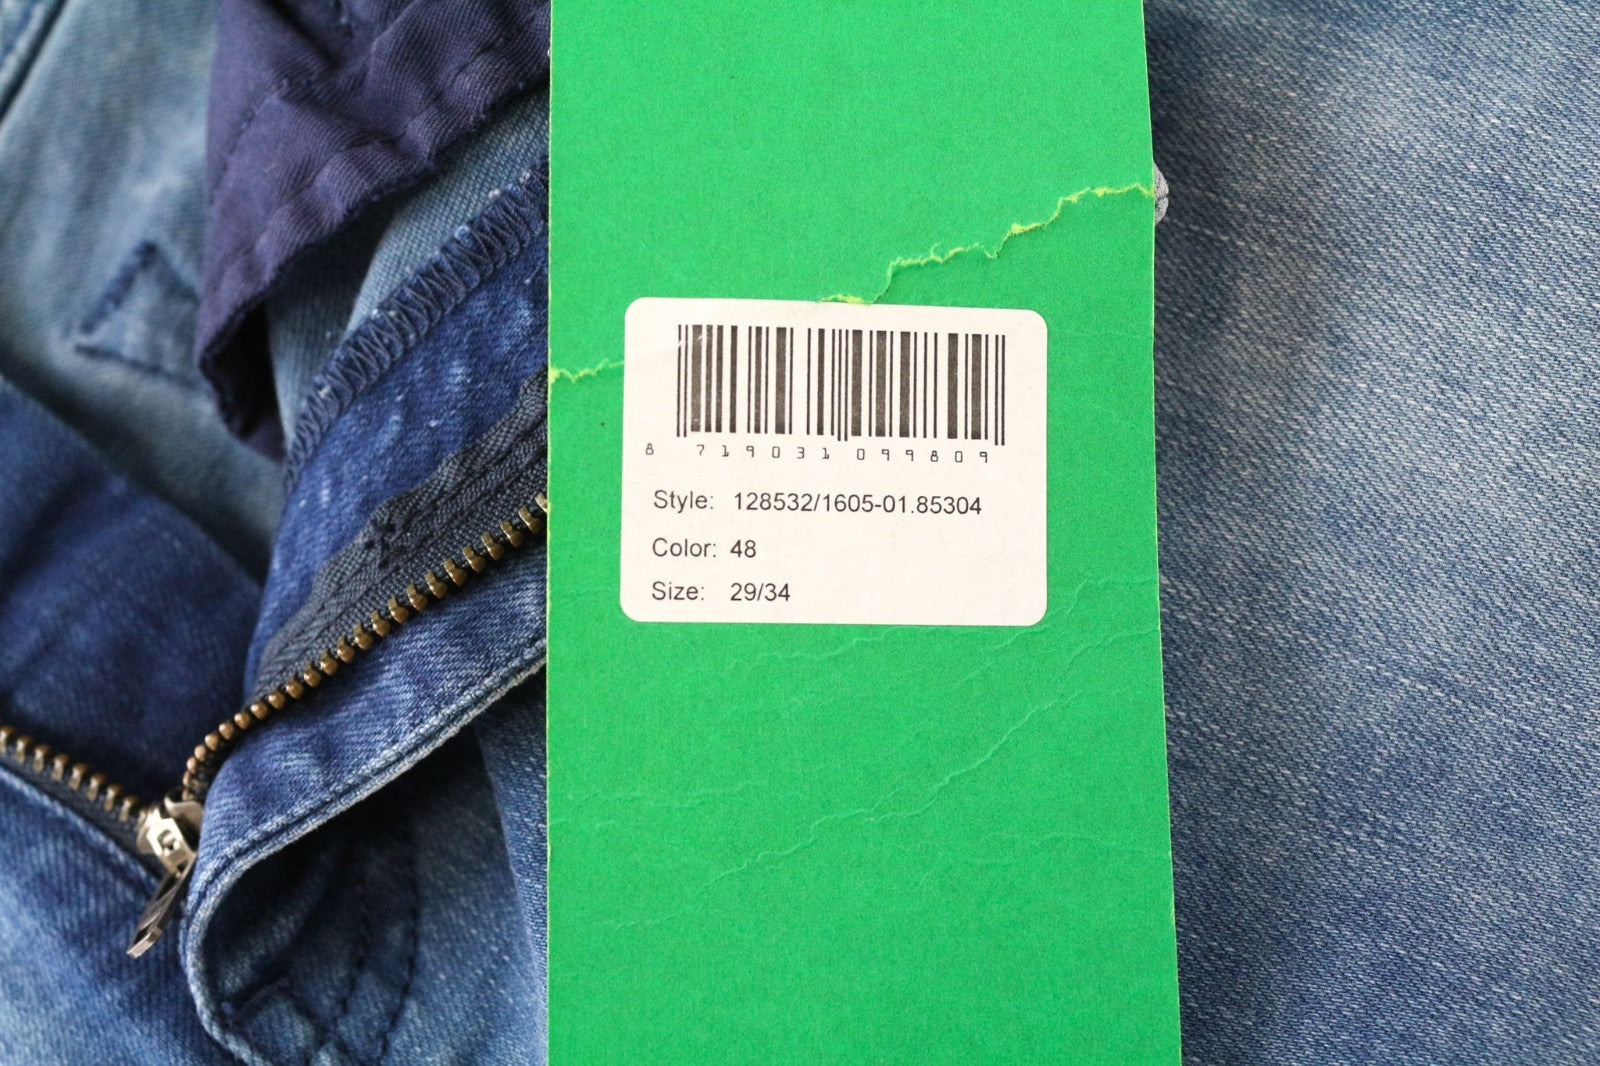 8 719031 099809
Style: 128532/1605-01.85304
Color: 48
Size: 29/34